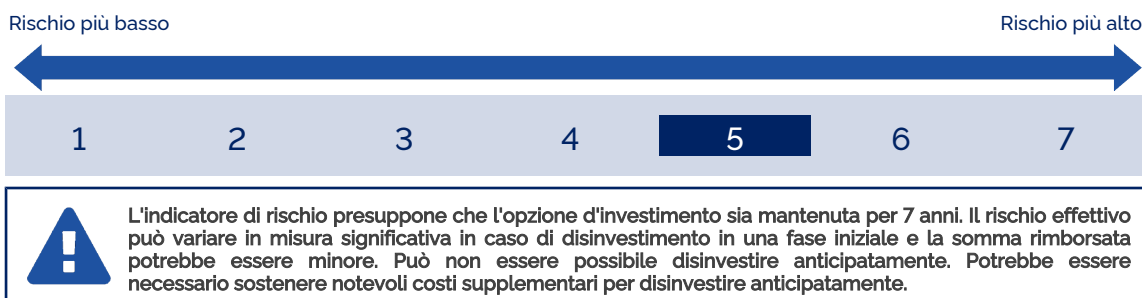 Rischio più basso Rischio più alto
1 2 3 4 5 6 7
L'indicatore di rischio presuppone che l'opzione d'investimento sia mantenuta per 7 anni. Il rischio effettivo
può variare in misura significativa in caso di disinvestimento in una fase iniziale e la somma rimborsata
potrebbe essere minore. Può non essere possibile disinvestire anticipatamente. Potrebbe essere
necessario sostenere notevoli costi supplementari per disinvestire anticipatamente.